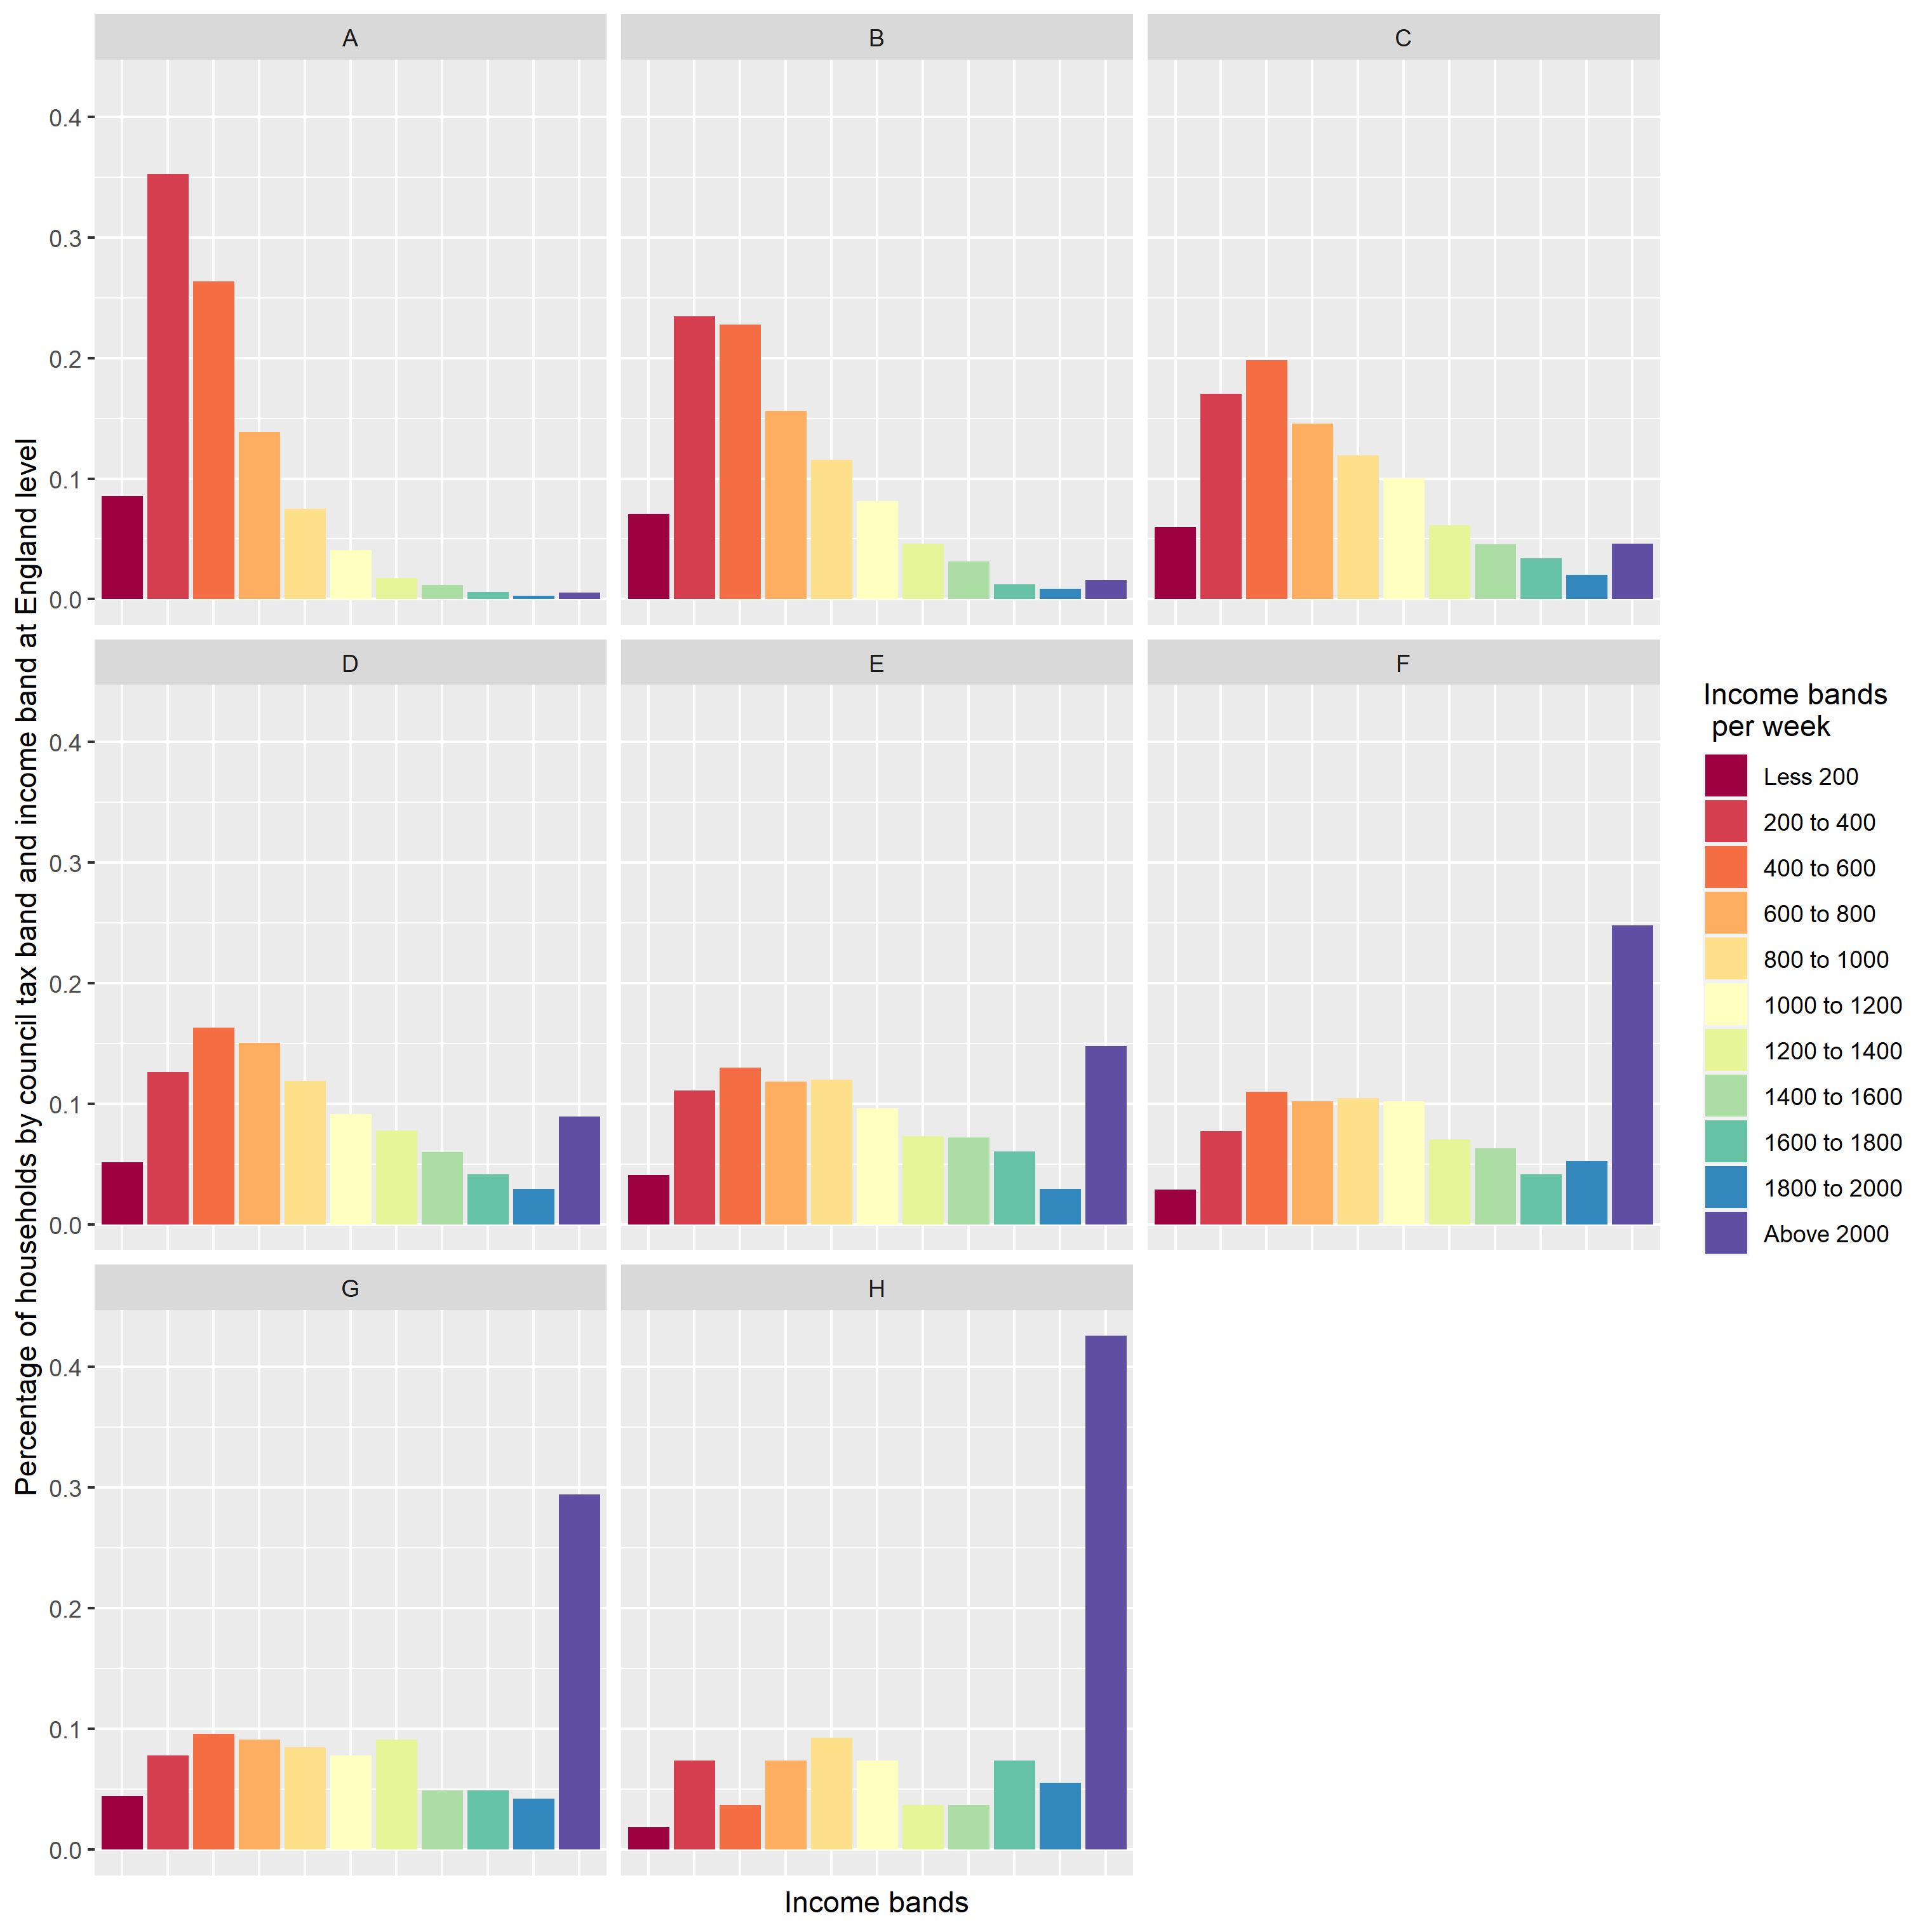 A
B
C
0.4
0.3
0.2
0.1
0.0
D
E
F
0.4
0.3
0.2
0.1
0.0
G
H
0.4
0.3
0.2
0.1
0.0
Percentage of households by council tax band and income band at England level
Income bands
Income bands
per week
Less 200
200 to 400
400 to 600
600 to 800
800 to 1000
1000 to 1200
1200 to 1400
1400 to 1600
1600 to 1800
1800 to 2000
Above 2000